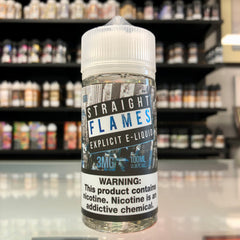 STRAIGHT
FLAMES
EXPLICIT E-LIQUID
3MG
100ML
WARNING:
This product contains
nicotine. Nicotine is an
addictive chemical.